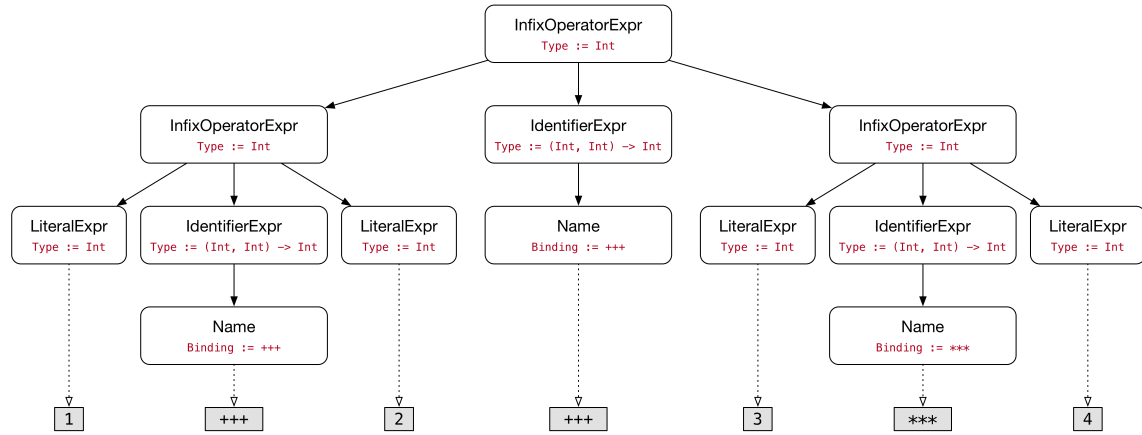 InfixOperatorExpr
Type := Int
InfixOperatorExpr
Type := Int
IdentifierExpr
Type := (Int, Int) -> Int
InfixOperatorExpr
Type := Int
LiteralExpr
Type := Int
IdentifierExpr
Type := (Int, Int) -> Int
LiteralExpr
Type := Int
Name
Binding := +++
LiteralExpr
Type := Int
IdentifierExpr
Type := (Int, Int) -> Int
LiteralExpr
Type := Int
Name
Binding := +++
Name
Binding := ***
1
+++
2
+++
3
***
4